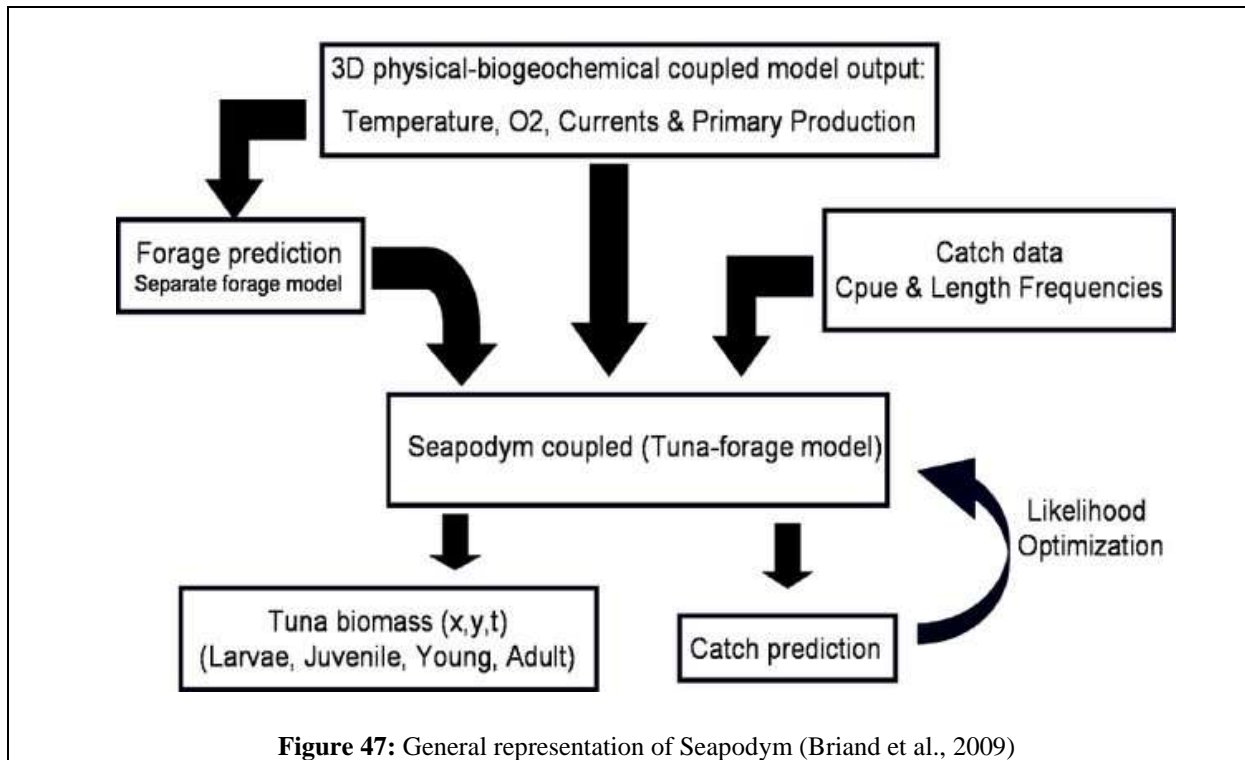 3D physical-biogeochemical coupled model output:
Temperature, O2, Currents & Primary Production
Forage prediction
Separate forage model
Catch data
Cpue & Length Frequencies
Seapodym coupled (Tuna-forage model)
Likelihood
Optimization
Tuna biomass (x,y,t)
(Larvae, Juvenile, Young, Adult)
Catch prediction
Figure 47: General representation of Seapodym (Briand et al., 2009)